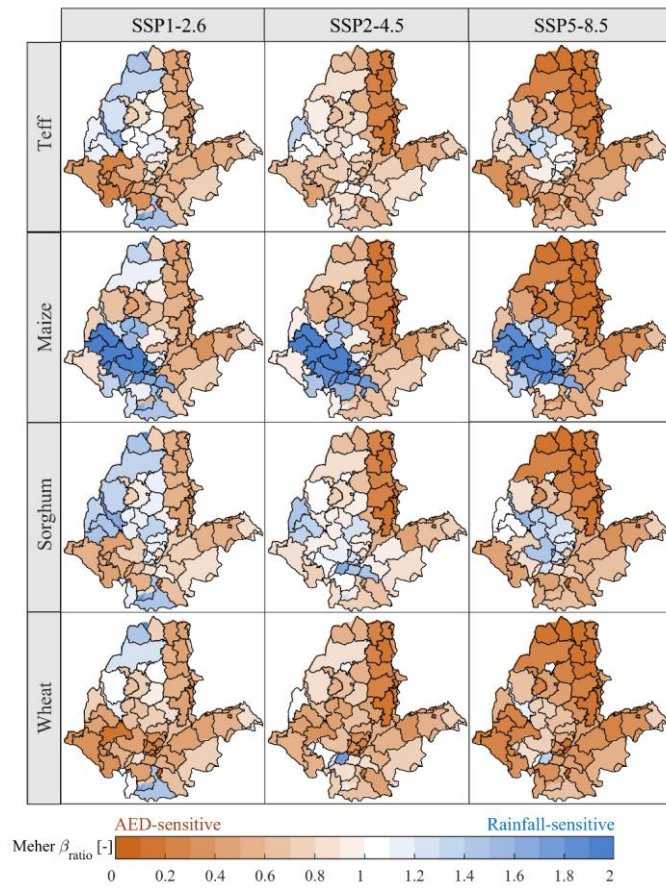 SSP1-2.6 SSP2-4.5 SSP5-8.5
Teff
Maize
Sorghum
Wheat
AED-sensitive Rainfall-sensitive
Meher β_ratio [-]
0 0.2 0.4 0.6 0.8 1 1.2 1.4 1.6 1.8 2